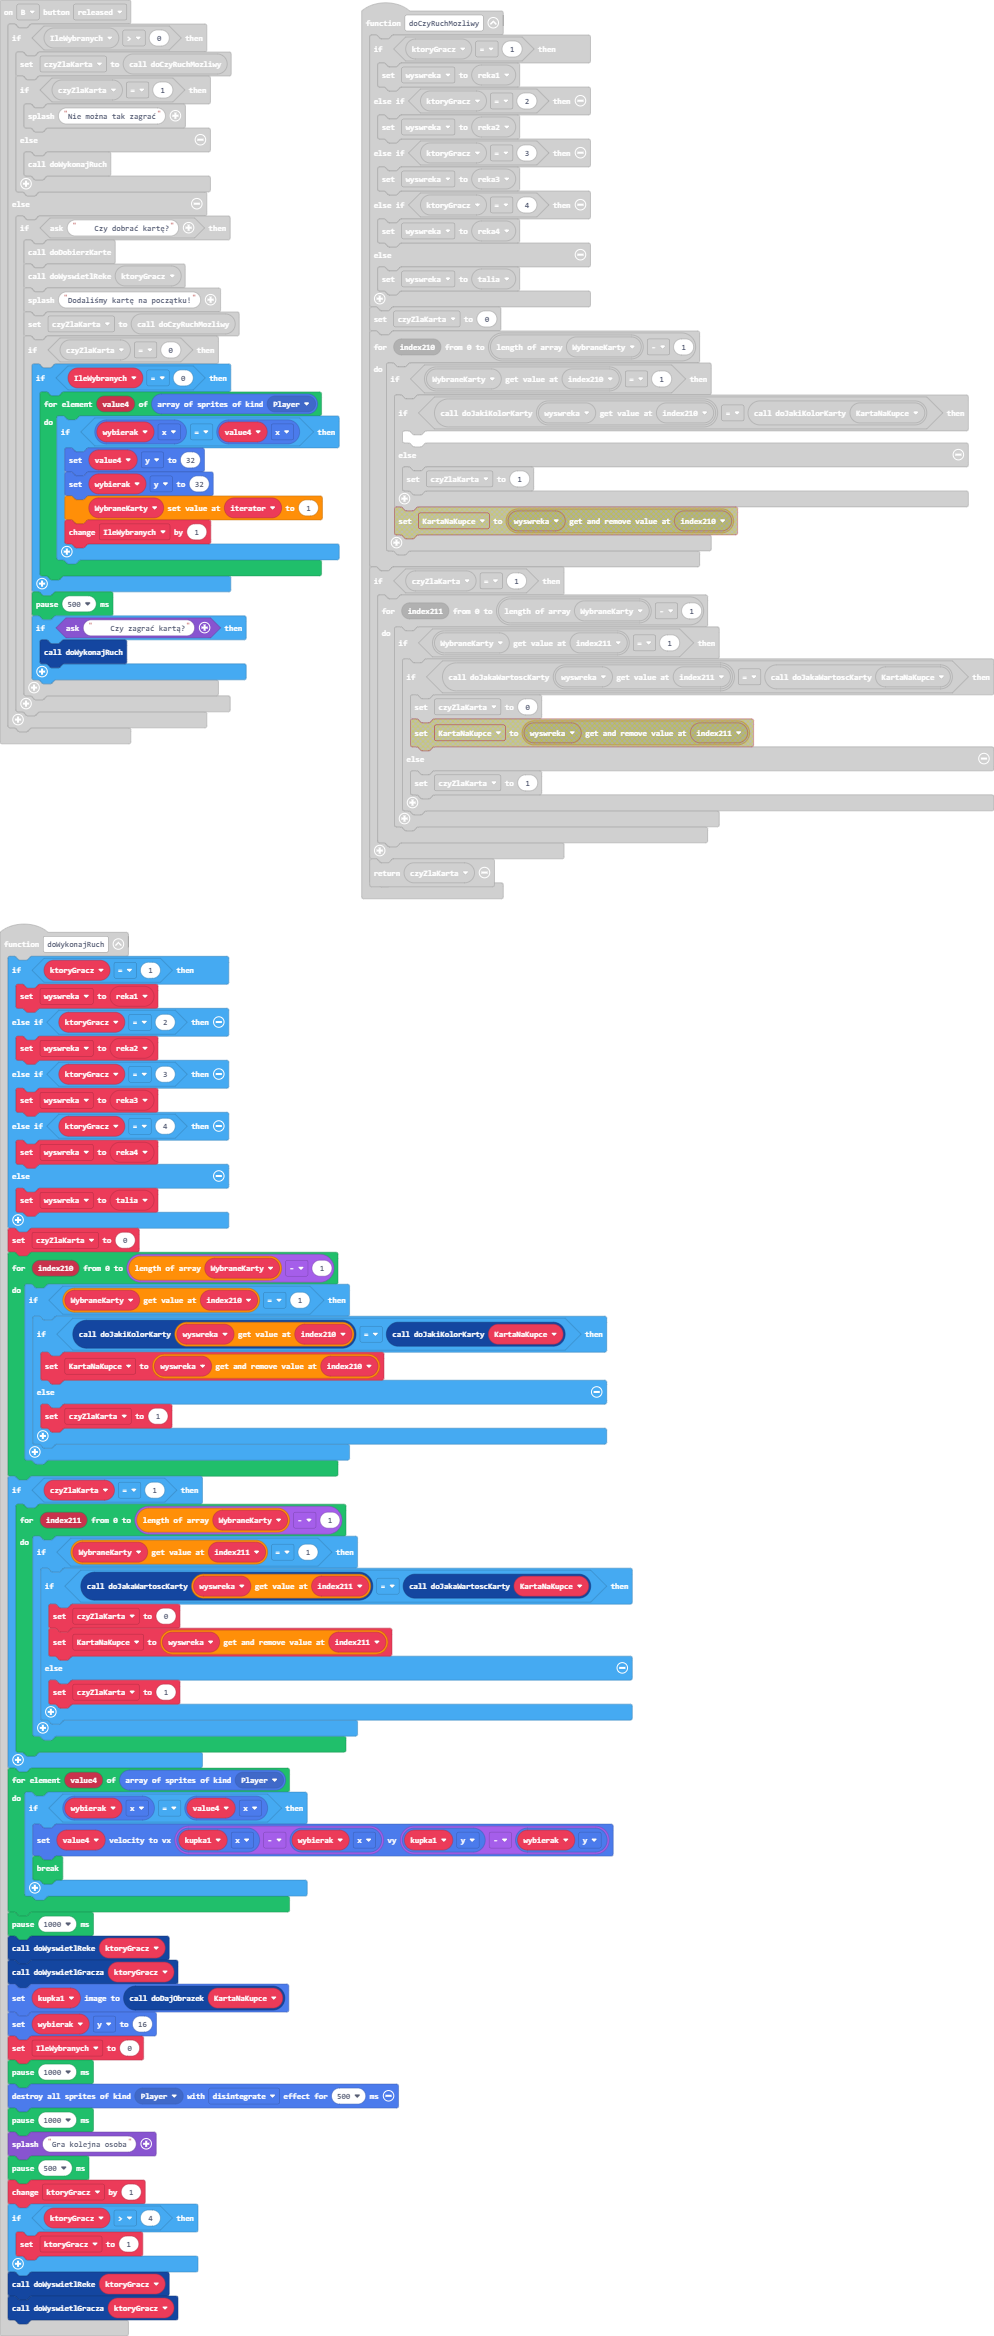 on B button released
if IleWybranych > 0 then
set czyZlaKarta to call doCzyRuchMozliwy
if czyZlaKarta = 1 then
splash "Nie można tak zagrać"
else
call doWykonajRuch
else
if ask " Czy dobrać kartę?" then
call doDobierzKarte
call doWyswietlReke ktoryGracz
splash "Dodaliśmy kartę na początku!"
set czyZlaKarta to call doCzyRuchMozliwy
if czyZlaKarta = 0 then
if IleWybranych = 0 then
for element value4 of array of sprites of kind Player
do
if wybierak x = value4 x then
set value4 y to 32
set wybierak y to 32
WybraneKarty set value at iterator to 1
change IleWybranych by 1
pause 500 ms
if ask " Czy zagrać kartą?" then
call doWykonajRuch
function doCzyRuchMozliwy
if ktoryGracz = 1 then
set wyswreka to reka1
else if ktoryGracz = 2 then
set wyswreka to reka2
else if ktoryGracz = 3 then
set wyswreka to reka3
else if ktoryGracz = 4 then
set wyswreka to reka4
else
set wyswreka to talia
set czyZlaKarta to 0
for index210 from 0 to length of array WybraneKarty - 1
do
if WybraneKarty get value at index210 = 1 then
if call doJakiKolorKarty wyswreka get value at index210 = call doJakiKolorKarty KartaNaKupce then
else
set czyZlaKarta to 1
set KartaNaKupce to wyswreka get and remove value at index210
if czyZlaKarta = 1 then
for index211 from 0 to length of array WybraneKarty - 1
do
if WybraneKarty get value at index211 = 1 then
if call doJakaWartoscKarty wyswreka get value at index211 = call doJakaWartoscKarty KartaNaKupce then
set czyZlaKarta to 0
set KartaNaKupce to wyswreka get and remove value at index211
else
set czyZlaKarta to 1
return czyZlaKarta
function doWykonajRuch
if ktoryGracz = 1 then
set wyswreka to reka1
else if ktoryGracz = 2 then
set wyswreka to reka2
else if ktoryGracz = 3 then
set wyswreka to reka3
else if ktoryGracz = 4 then
set wyswreka to reka4
else
set wyswreka to talia
set czyZlaKarta to 0
for index210 from 0 to length of array WybraneKarty - 1
do
if WybraneKarty get value at index210 = 1 then
if call doJakiKolorKarty wyswreka get value at index210 = call doJakiKolorKarty KartaNaKupce then
set KartaNaKupce to wyswreka get and remove value at index210
else
set czyZlaKarta to 1
if czyZlaKarta = 1 then
for index211 from 0 to length of array WybraneKarty - 1
do
if WybraneKarty get value at index211 = 1 then
if call doJakaWartoscKarty wyswreka get value at index211 = call doJakaWartoscKarty KartaNaKupce then
set czyZlaKarta to 0
set KartaNaKupce to wyswreka get and remove value at index211
else
set czyZlaKarta to 1
for element value4 of array of sprites of kind Player
do
if wybierak x = value4 x then
set value4 velocity to vx kupka1 x - wybierak x vy kupka1 y - wybierak y
break
pause 1000 ms
call doWyswietlReke ktoryGracz
call doWyswietlGracza ktoryGracz
set kupka1 image to call doDajObrazek KartaNaKupce
set wybierak y to 16
set IleWybranych to 0
pause 1000 ms
destroy all sprites of kind Player with disintegrate effect for 500 ms
pause 1000 ms
splash "Gra kolejna osoba"
pause 500 ms
change ktoryGracz by 1
if ktoryGracz > 4 then
set ktoryGracz to 1
call doWyswietlReke ktoryGracz
call doWyswietlGracza ktoryGracz